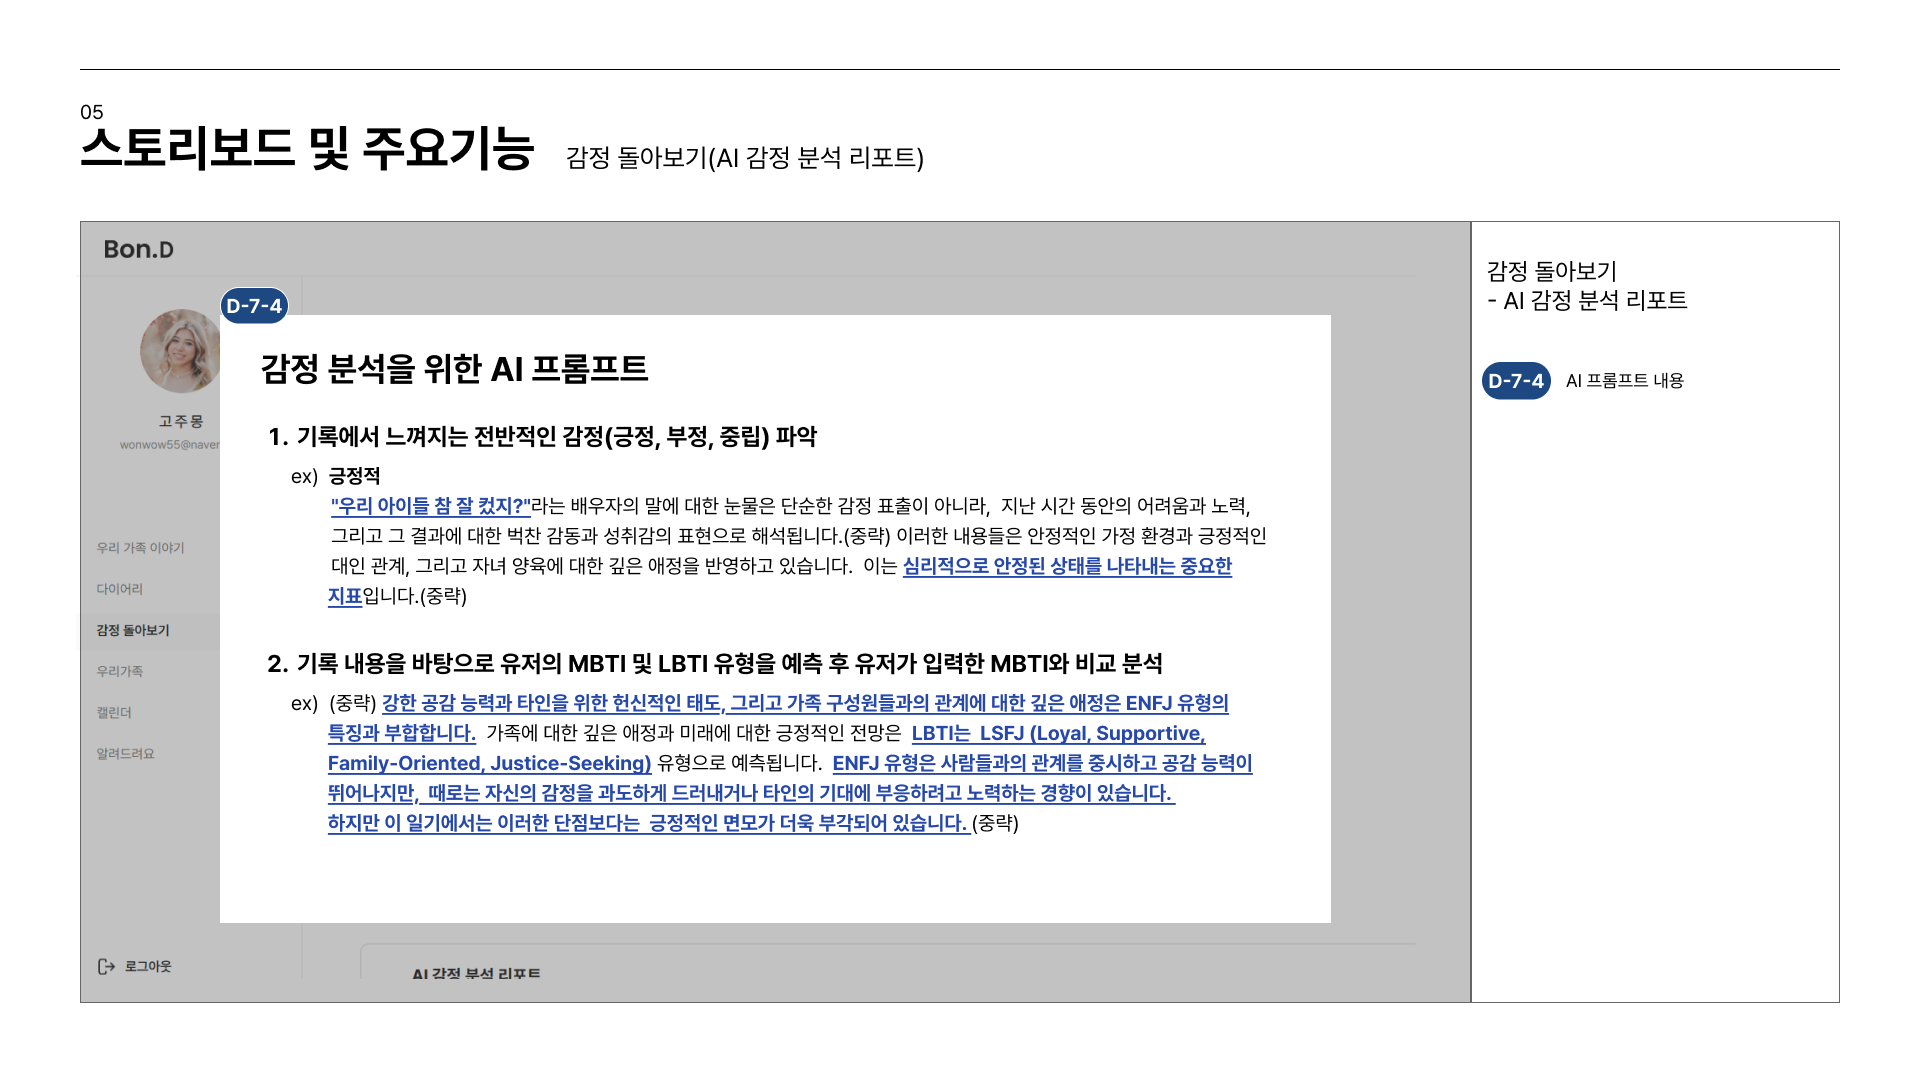 05
스토리보드 및 주요기능 감정 돌아보기(AI 감정 분석 리포트)
Bon.D
고주몽
wonwow55@naver
우리 가족 이야기
다이어리
감정 돌아보기
우리가족
캘린더
알려드려요
로그아웃
D-7-4
감정 분석을 위한 AI 프롬프트
1. 기록에서 느껴지는 전반적인 감정(긍정, 부정, 중립) 파악
ex) 긍정적
"우리 아이들 참 잘 컸지?"라는 배우자의 말에 대한 눈물은 단순한 감정 표출이 아니라, 지난 시간 동안의 어려움과 노력,
그리고 그 결과에 대한 벅찬 감동과 성취감의 표현으로 해석됩니다.(중략) 이러한 내용들은 안정적인 가정 환경과 긍정적인
대인 관계, 그리고 자녀 양육에 대한 깊은 애정을 반영하고 있습니다. 이는 심리적으로 안정된 상태를 나타내는 중요한
지표입니다.(중략)
2. 기록 내용을 바탕으로 유저의 MBTI 및 LBTI 유형을 예측 후 유저가 입력한 MBTI와 비교 분석
ex) (중략) 강한 공감 능력과 타인을 위한 헌신적인 태도, 그리고 가족 구성원들과의 관계에 대한 깊은 애정은 ENFJ 유형의
특징과 부합합니다. 가족에 대한 깊은 애정과 미래에 대한 긍정적인 전망은 LBTI는 LSFJ (Loyal, Supportive,
Family-Oriented, Justice-Seeking) 유형으로 예측됩니다. ENFJ 유형은 사람들과의 관계를 중시하고 공감 능력이
뛰어나지만, 때로는 자신의 감정을 과도하게 드러내거나 타인의 기대에 부응하려고 노력하는 경향이 있습니다.
하지만 이 일기에서는 이러한 단점보다는 긍정적인 면모가 더욱 부각되어 있습니다. (중략)
AI 감정 분석 리포트
감정 돌아보기
- AI 감정 분석 리포트
D-7-4 AI 프롬프트 내용